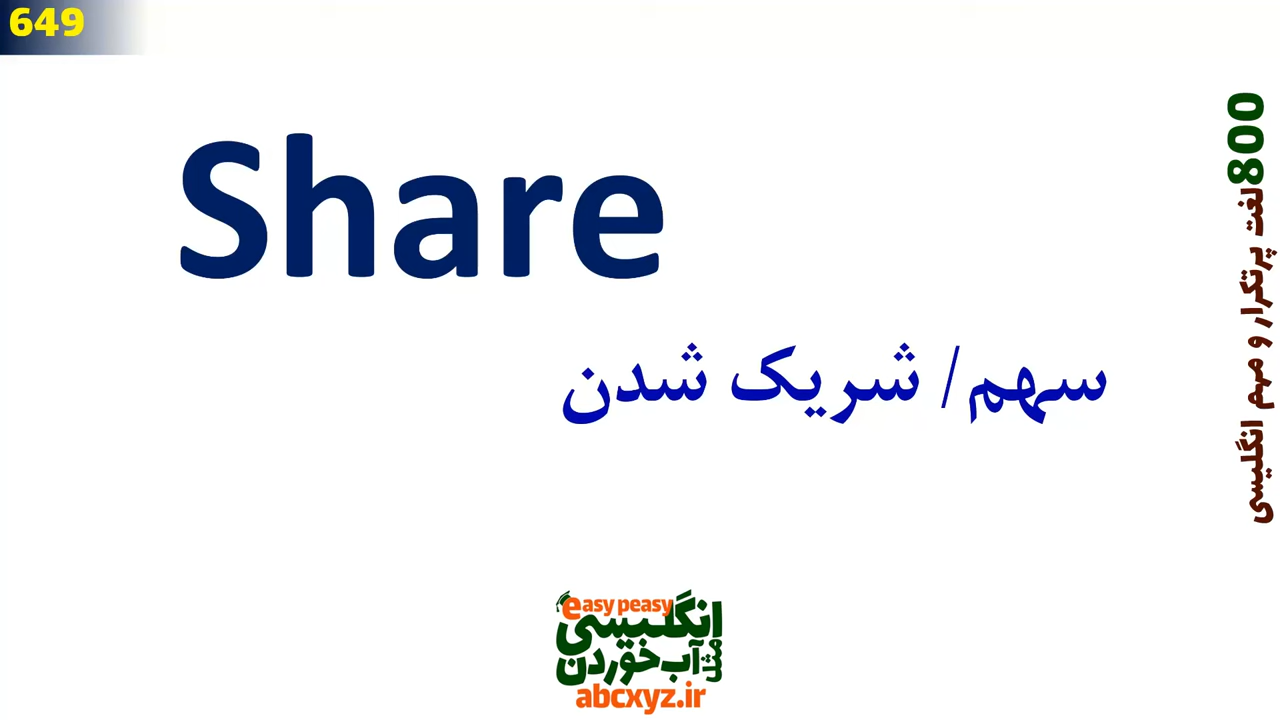 649
Share
سهم/ شریک شدن
800 لغت پرتکرار و مهم انگلیسی
easy peasy
انگلیسی
مثل آب خوردن
abcxyz.ir